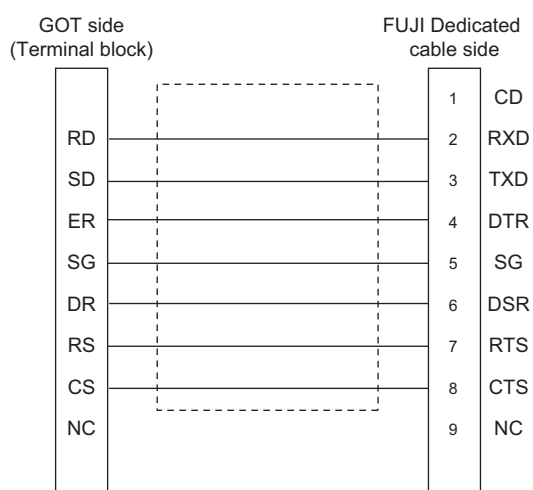 GOT side
(Terminal block)
FUJI Dedicated
cable side
1 CD
RD 2 RXD
SD 3 TXD
ER 4 DTR
SG 5 SG
DR 6 DSR
RS 7 RTS
CS 8 CTS
NC 9 NC